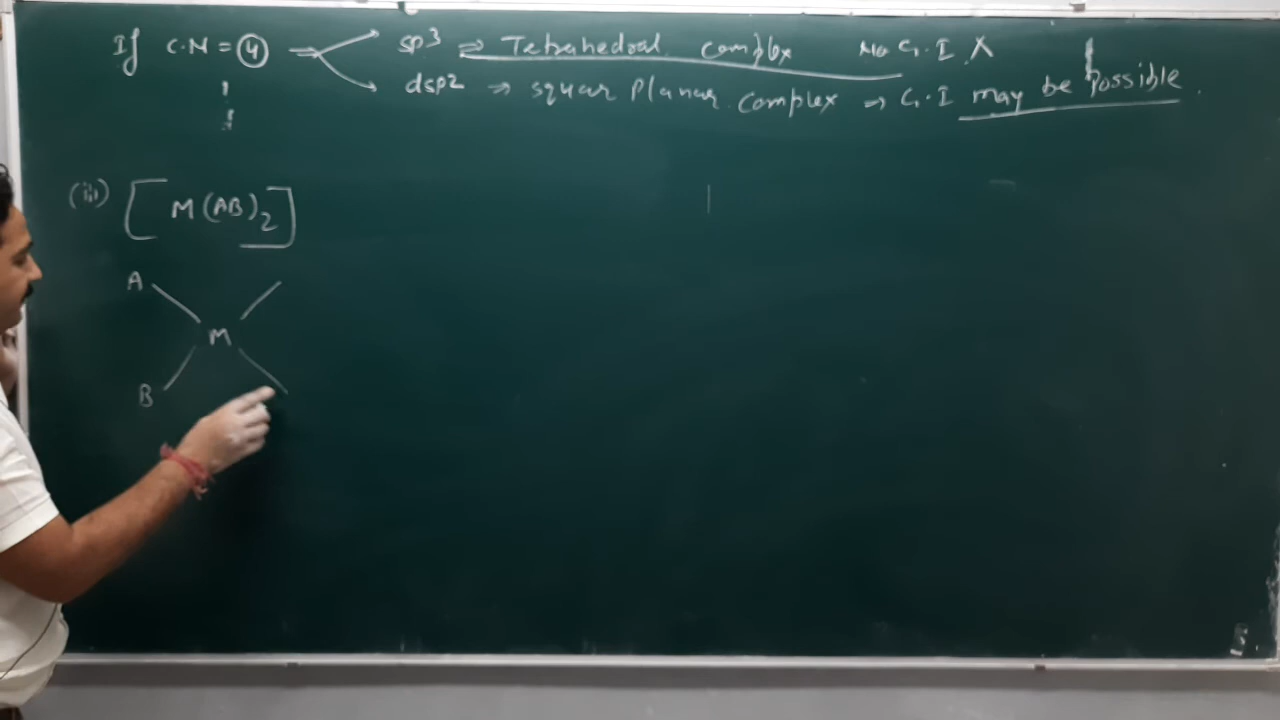 If C·N = 4 ⇒ sp³ ⇒ Tetrahedral complex No G.I X
dsp2 ⇒ squar Planar complex ⇒ G.I may be Possible.
(iii) [M(AB)2]
A
M
B